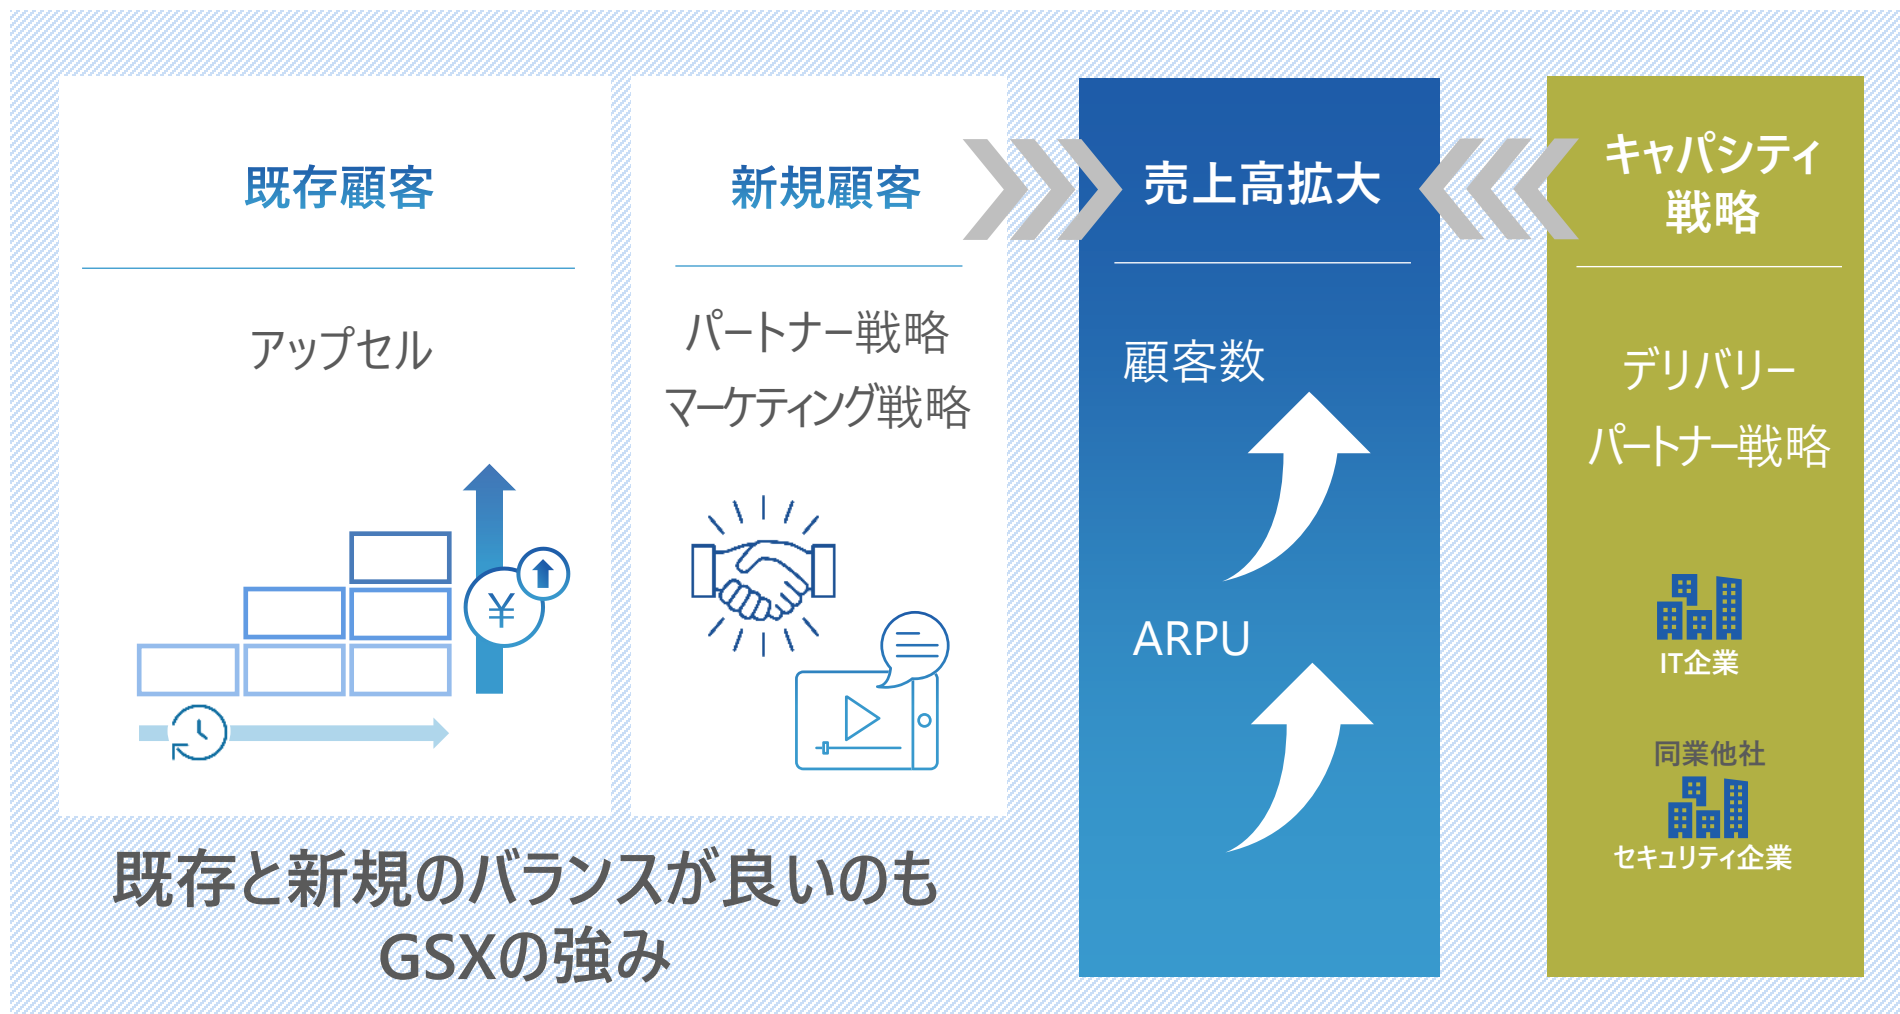 既存顧客
アップセル
¥
新規顧客
パートナー戦略
マーケティング戦略
既存と新規のバランスが良いのも
GSXの強み
売上高拡大
顧客数
ARPU
キャパシティ
戦略
デリバリー
パートナー戦略
IT企業
同業他社
セキュリティ企業